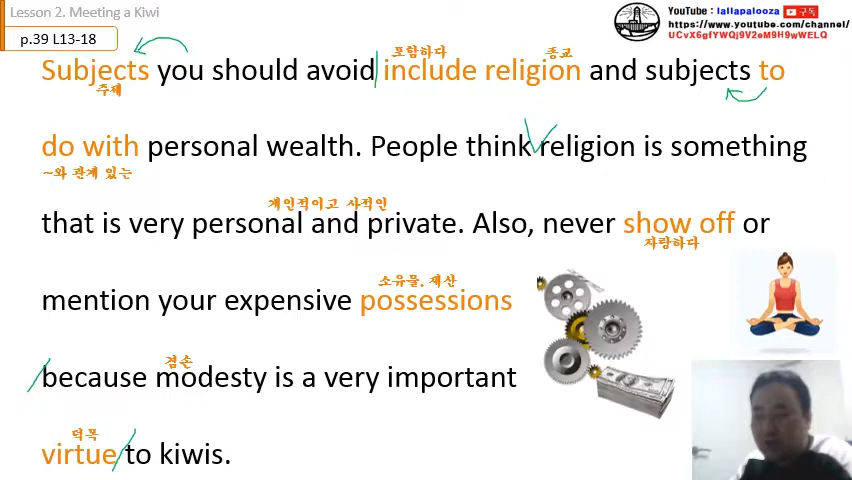 Lesson 2. Meeting a Kiwi
YouTube : lallapalooza 구독
https://www.youtube.com/channel/
UCvX6gfYWQj9V2eM9H9wWELQ
p.39 L13-18
포함하다 종교
Subjects you should avoid include religion and subjects to
주제
do with personal wealth. People think religion is something
~와 관계 있는
개인적이고 사적인
that is very personal and private. Also, never show off or
자랑하다
소유물, 재산
mention your expensive possessions
겸손
because modesty is a very important
덕목
virtue to kiwis.